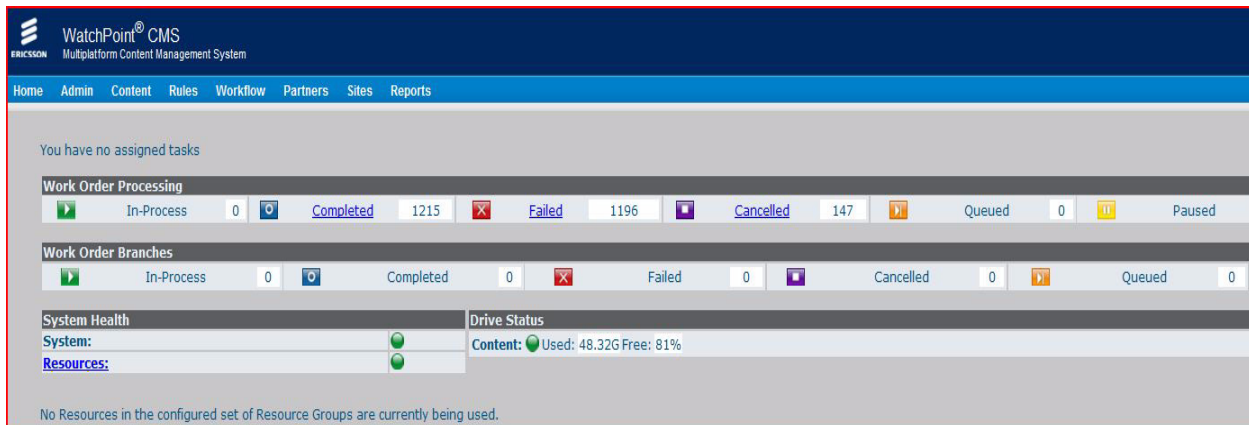 WatchPoint® CMS
ERICSSON
Multiplatform Content Management System
Home Admin Content Rules Workflow Partners Sites Reports
You have no assigned tasks
Work Order Processing
In-Process 0 Completed 1215 Failed 1196 Cancelled 147 Queued 0 Paused
Work Order Branches
In-Process 0 Completed 0 Failed 0 Cancelled 0 Queued 0
System Health Drive Status
System: Content: Used: 48.32G Free: 81%
Resources:
No Resources in the configured set of Resource Groups are currently being used.